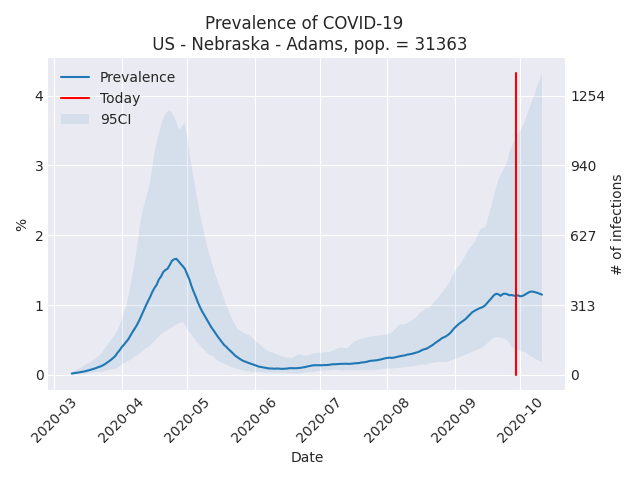 Prevalence of COVID-19
US - Nebraska - Adams, pop. = 31363
Prevalence
Today
95CI
4
3
2
1
0
%
1254
940
627
313
0
# of infections
2020-03
2020-04
2020-05
2020-06
2020-07
2020-08
2020-09
2020-10
Date